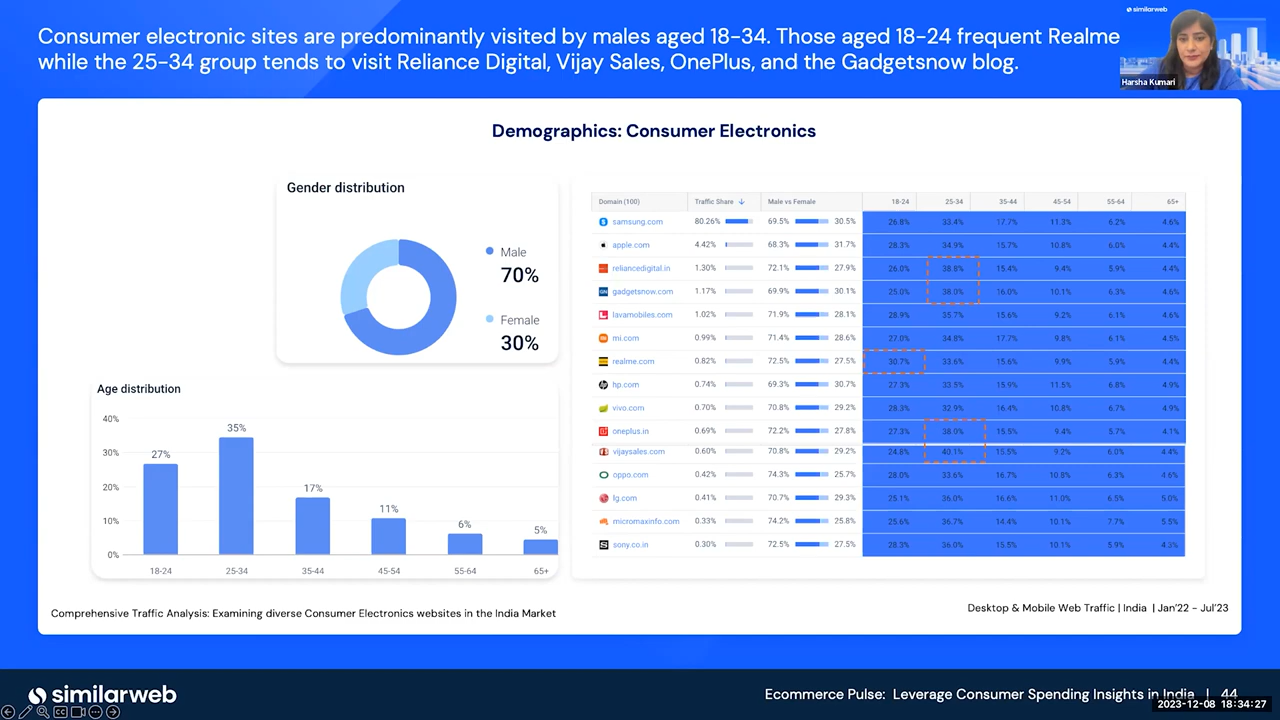 similarweb
Consumer electronic sites are predominantly visited by males aged 18-34. Those aged 18-24 frequent Realme
while the 25-34 group tends to visit Reliance Digital, Vijay Sales, OnePlus, and the Gadgetsnow blog.
Harsha Kumari
Demographics: Consumer Electronics
Gender distribution
Male
70%
Female
30%
Age distribution
40%
30%
20%
10%
0%
27%
35%
17%
11%
6%
5%
18-24 25-34 35-44 45-54 55-64 65+
Domain (100) Traffic Share ↓ Male vs Female 18-24 25-34 35-44 45-54 55-64 65+
samsung.com 80.26% 69.5% 30.5% 26.8% 33.4% 17.7% 11.3% 6.2% 4.6%
apple.com 4.42% 68.3% 31.7% 28.3% 34.9% 15.7% 10.8% 6.0% 4.4%
reliancedigital.in 1.30% 72.1% 27.9% 26.0% 38.8% 15.4% 9.4% 5.9% 4.4%
gadgetsnow.com 1.17% 69.9% 30.1% 25.0% 38.0% 16.0% 10.1% 6.3% 4.6%
lavamobiles.com 1.02% 71.9% 28.1% 28.9% 35.7% 15.6% 9.2% 6.1% 4.6%
mi.com 0.99% 71.4% 28.6% 27.0% 34.8% 17.7% 9.8% 6.1% 4.5%
realme.com 0.82% 72.5% 27.5% 30.7% 33.6% 15.6% 9.9% 5.9% 4.4%
hp.com 0.74% 69.3% 30.7% 27.3% 33.5% 15.9% 11.5% 6.8% 4.9%
vivo.com 0.70% 70.8% 29.2% 28.3% 32.9% 16.4% 10.8% 6.7% 4.9%
oneplus.in 0.69% 72.2% 27.8% 27.3% 38.0% 15.5% 9.4% 5.7% 4.1%
vijaysales.com 0.60% 70.8% 29.2% 24.8% 40.1% 15.5% 9.2% 6.0% 4.4%
oppo.com 0.42% 74.3% 25.7% 28.0% 33.6% 16.7% 10.8% 6.3% 4.6%
lg.com 0.41% 70.7% 29.3% 25.1% 36.0% 16.6% 11.0% 6.5% 5.0%
micromaxinfo.com 0.33% 74.2% 25.8% 25.6% 36.7% 14.4% 10.1% 7.7% 5.5%
sony.co.in 0.30% 72.5% 27.5% 28.3% 36.0% 15.5% 10.1% 5.9% 4.3%
Comprehensive Traffic Analysis: Examining diverse Consumer Electronics websites in the India Market
Desktop & Mobile Web Traffic | India | Jan'22 - Jul'23
similarweb
Ecommerce Pulse: Leverage Consumer Spending Insights in India | 44
2023-12-08 18:34:27